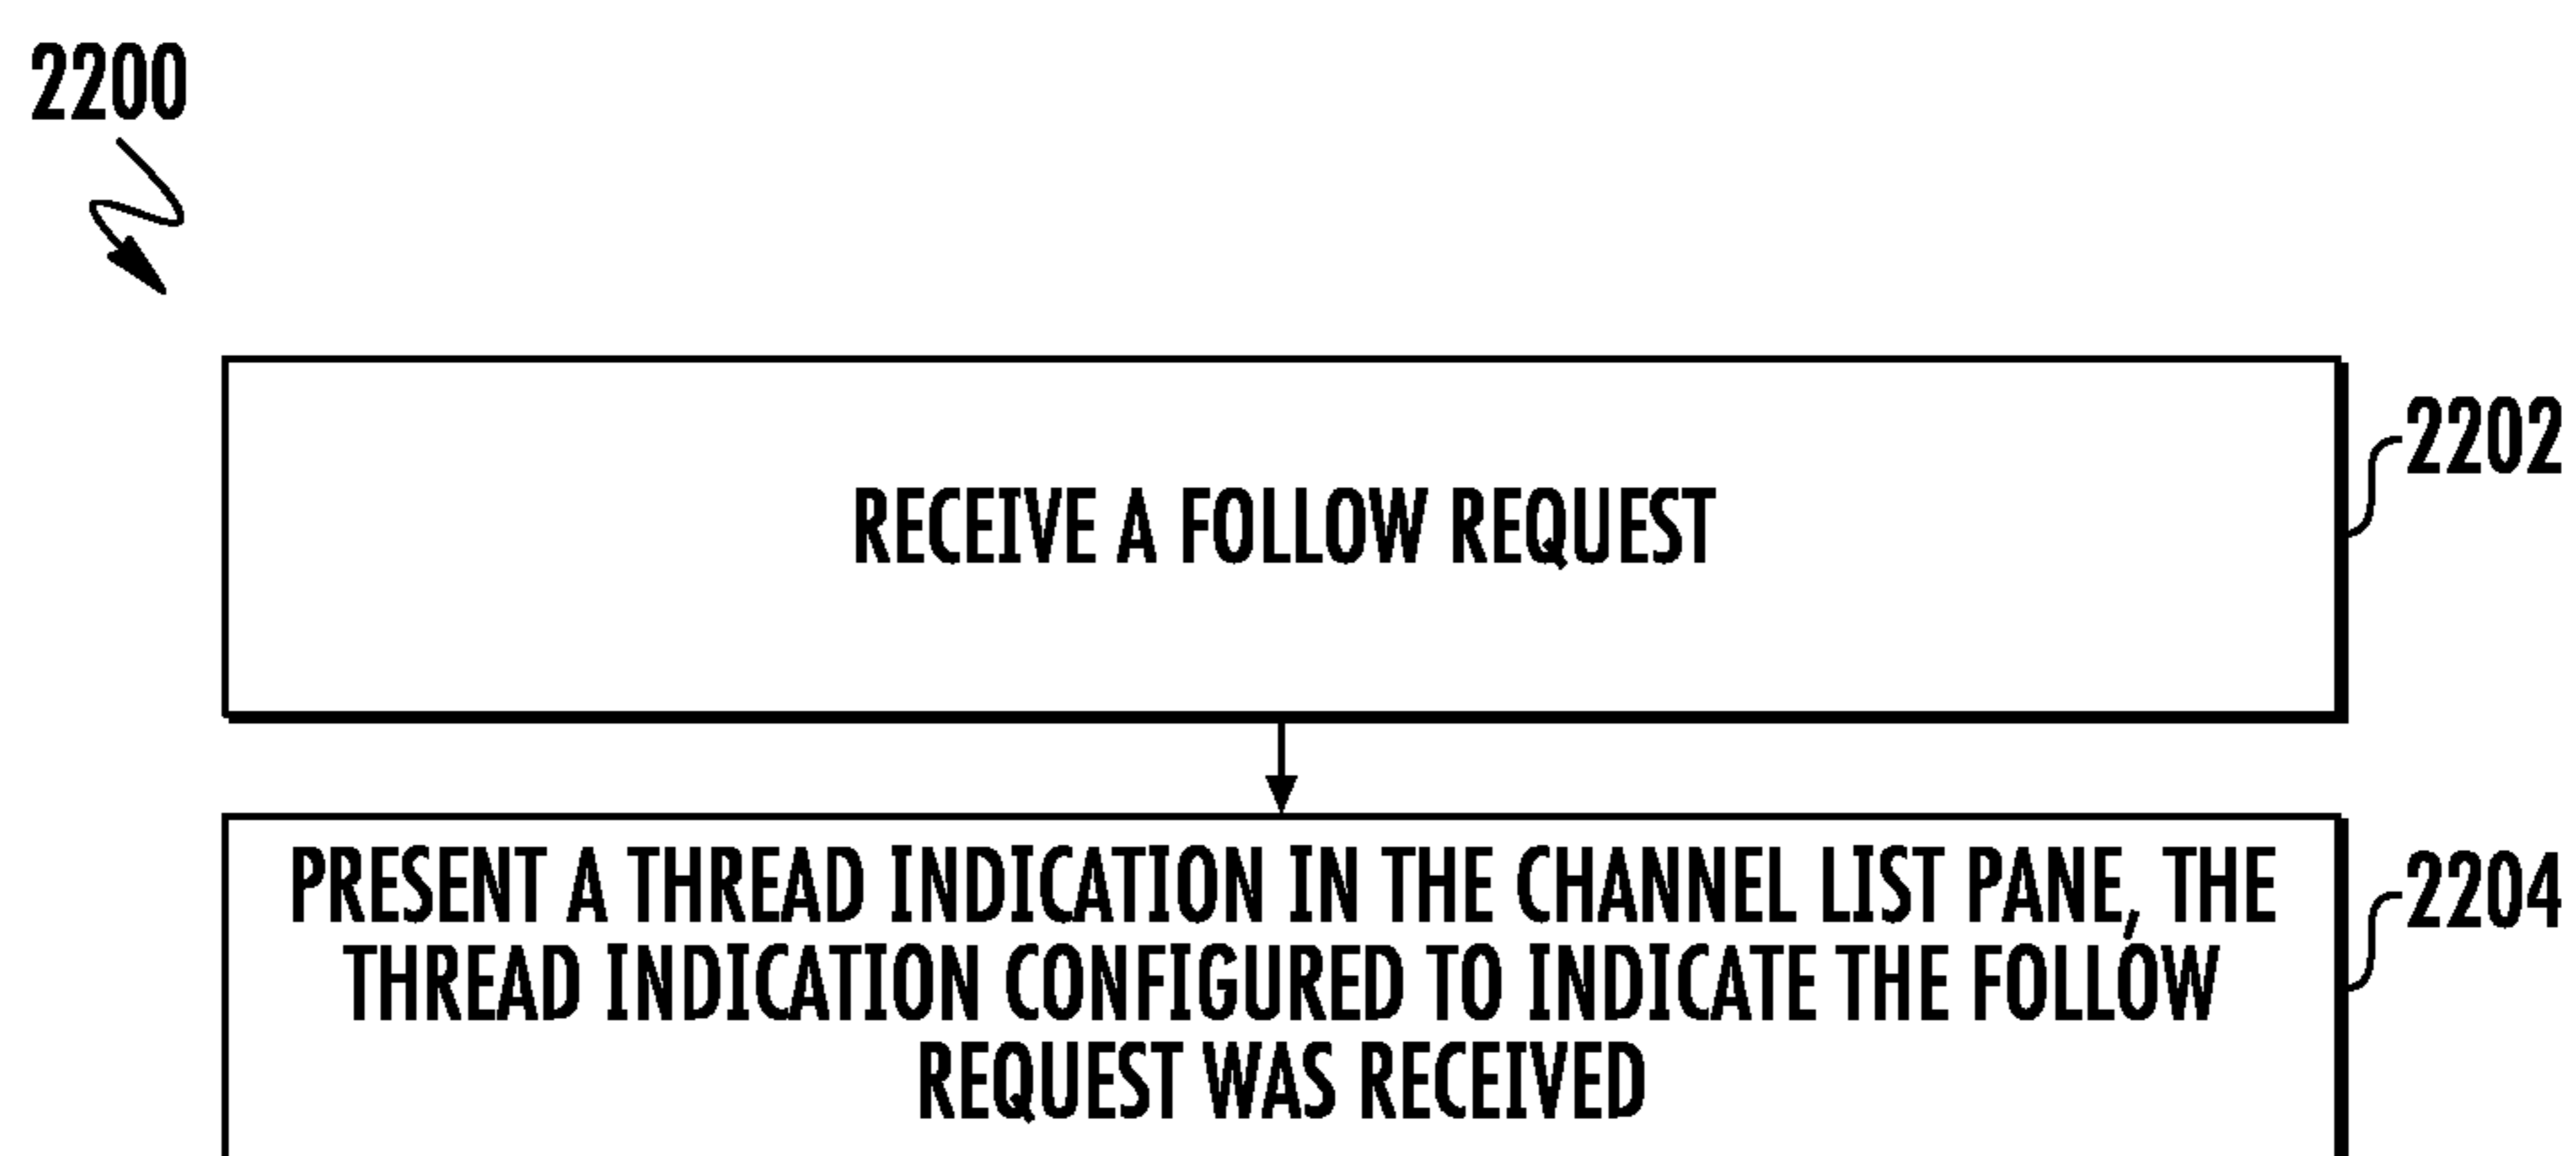 2200
RECEIVE A FOLLOW REQUEST
2202
PRESENT A THREAD INDICATION IN THE CHANNEL LIST PANE, THE
THREAD INDICATION CONFIGURED TO INDICATE THE FOLLOW
REQUEST WAS RECEIVED
2204